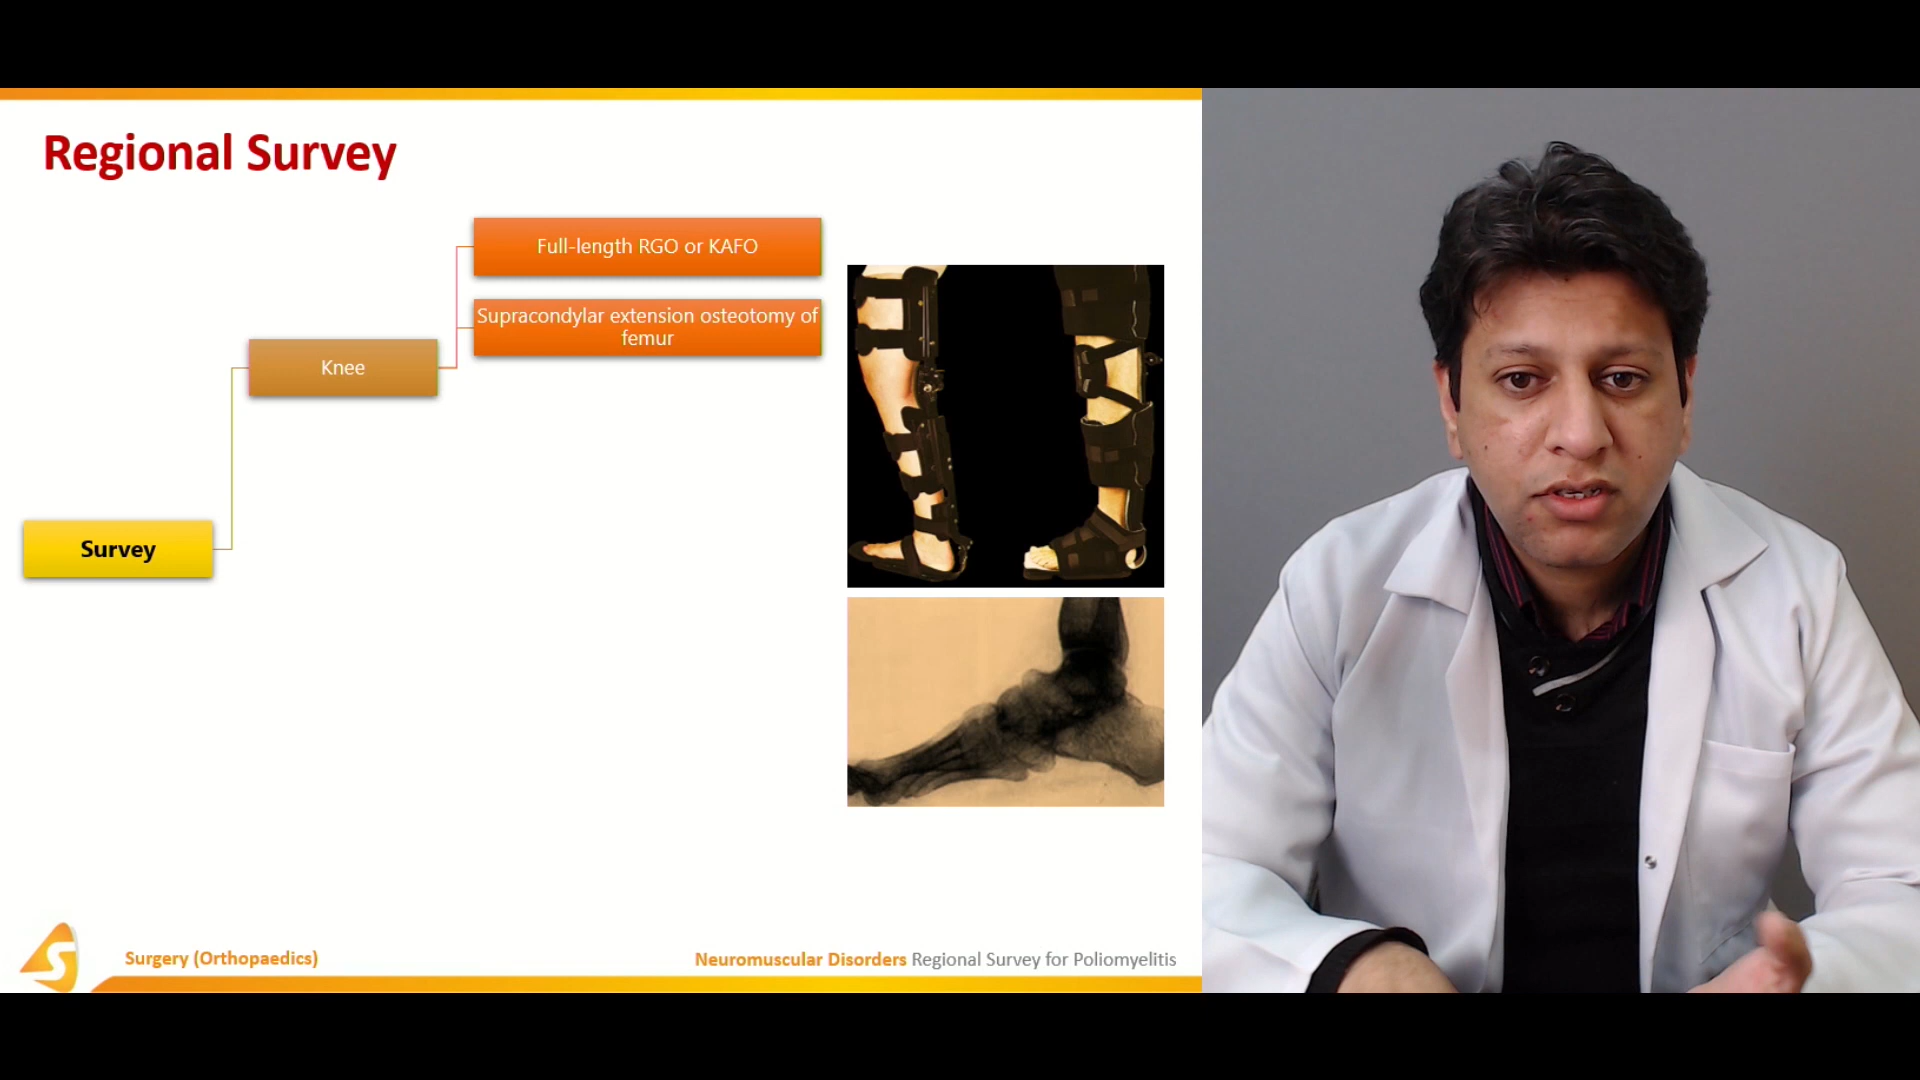 Regional Survey
Full-length RGO or KAFO
Supracondylar extension osteotomy of
femur
Knee
Survey
Surgery (Orthopaedics)
Neuromuscular Disorders Regional Survey for Poliomyelitis